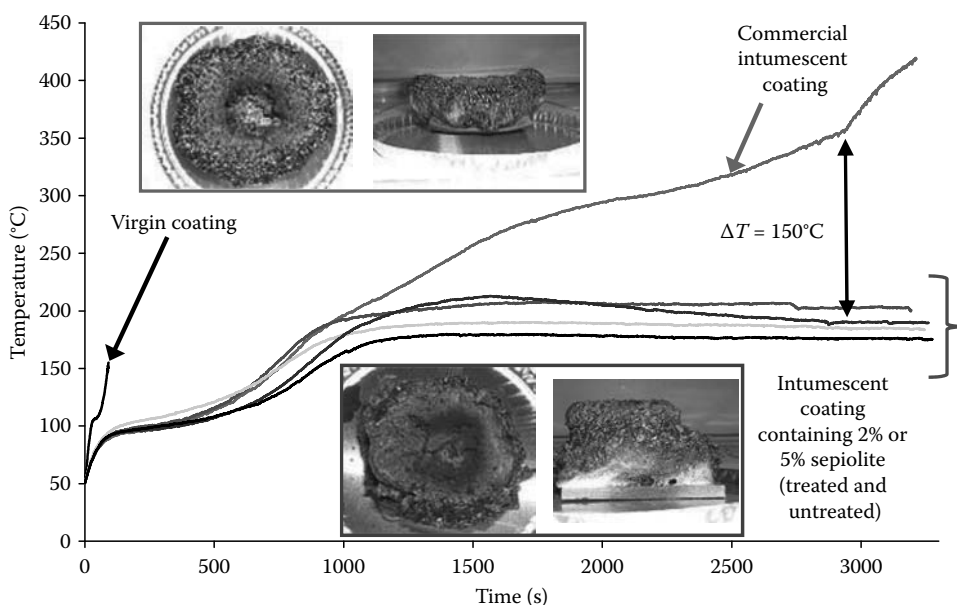 450
400
350
300
250
200
150
100
50
0
Temperature (°C)
0
500
1000
1500
2000
2500
3000
Time (s)
Virgin coating
Commercial
intumescent
coating
ΔT = 150°C
Intumescent
coating
containing 2% or
5% sepiolite
(treated and
untreated)